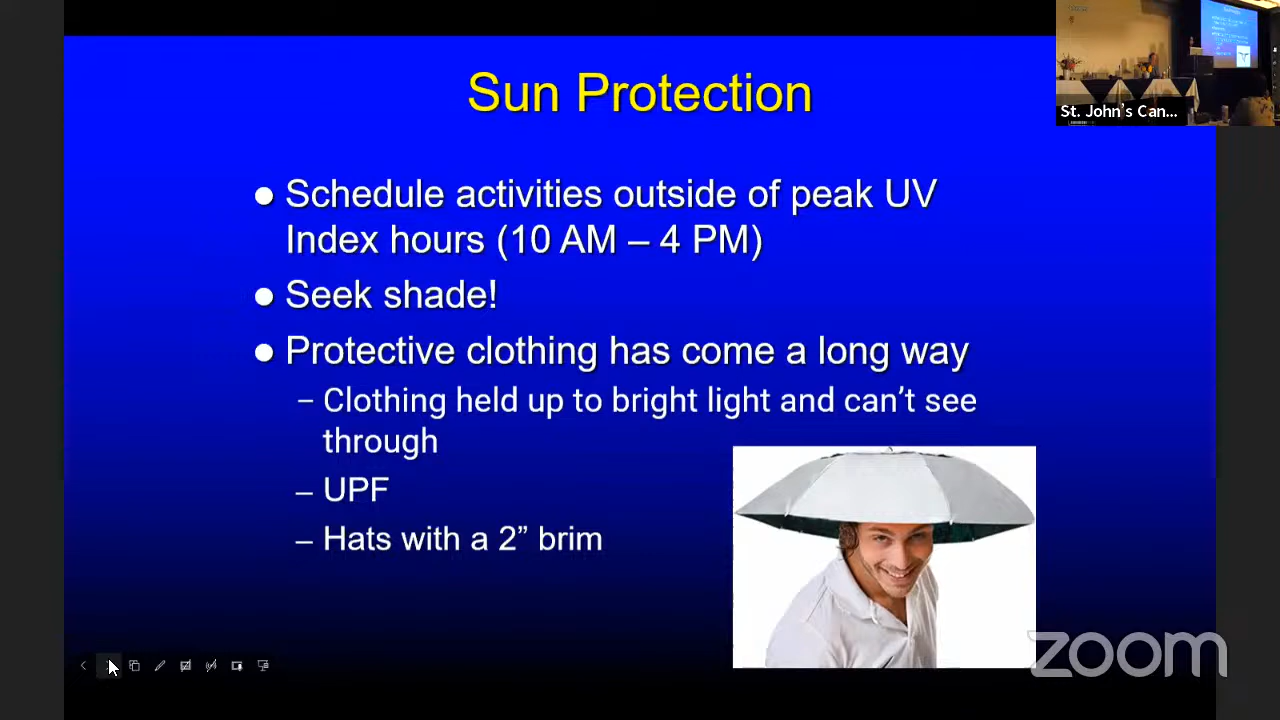 Sun Protection
St. John's Can...
● Schedule activities outside of peak UV
Index hours (10 AM – 4 PM)
● Seek shade!
● Protective clothing has come a long way
– Clothing held up to bright light and can't see
through
– UPF
– Hats with a 2” brim
zoom